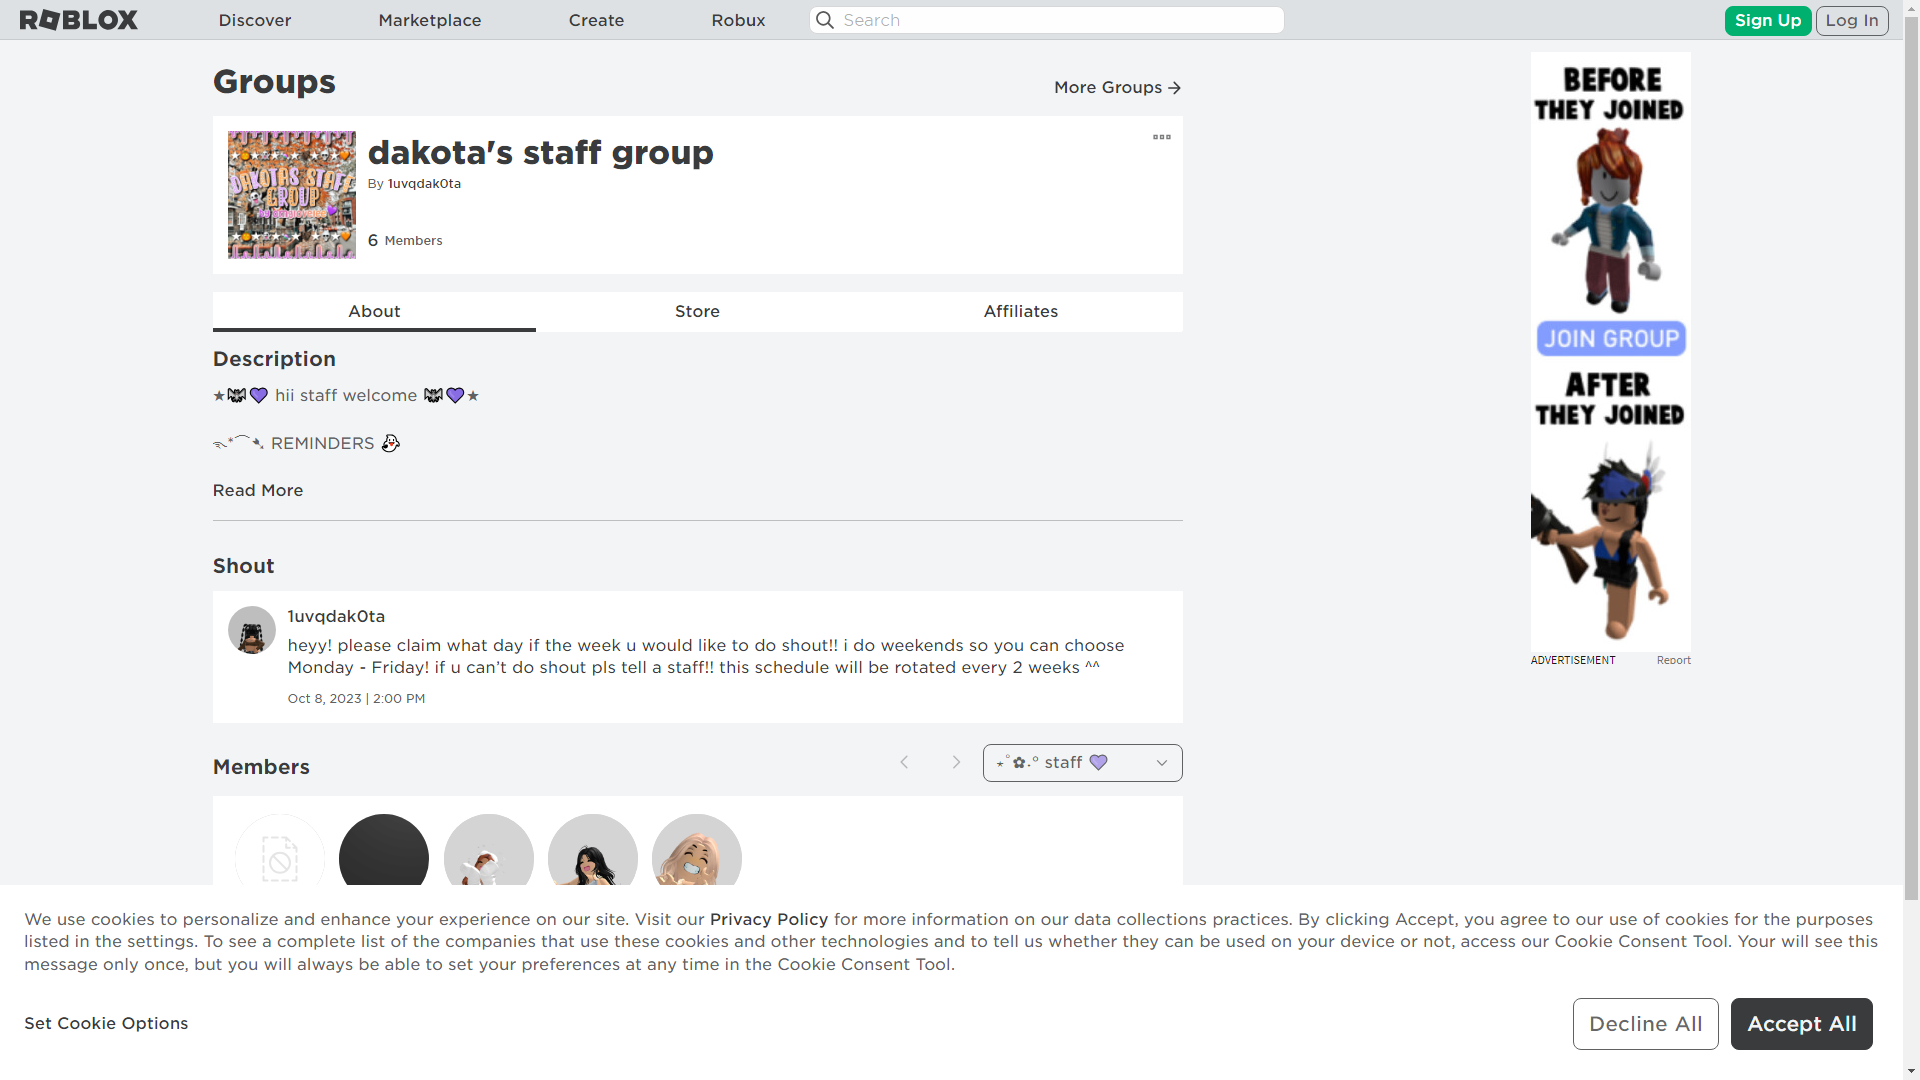 ROBLOX
Discover
Marketplace
Create
Robux
Search
Sign Up
Log In
Groups
More Groups
DAKOTAS STAFF
GROUP
dakota's staff group
By 1uvqdak0ta
6 Members
About
Store
Affiliates
Description
★🦇💜 hii staff welcome 🦇💜★
REMINDERS 👻
Read More
Shout
1uvqdak0ta
heyy! please claim what day if the week u would like to do shout!! i do weekends so you can choose
Monday - Friday! if u can’t do shout pls tell a staff!! this schedule will be rotated every 2 weeks ^^
Oct 8, 2023 | 2:00 PM
Members
⋆˚✿˖° staff 💜
BEFORE
THEY JOINED
JOIN GROUP
AFTER
THEY JOINED
ADVERTISEMENT
Report
We use cookies to personalize and enhance your experience on our site. Visit our Privacy Policy for more information on our data collections practices. By clicking Accept, you agree to our use of cookies for the purposes
listed in the settings. To see a complete list of the companies that use these cookies and other technologies and to tell us whether they can be used on your device or not, access our Cookie Consent Tool. Your will see this
message only once, but you will always be able to set your preferences at any time in the Cookie Consent Tool.
Set Cookie Options
Decline All
Accept All